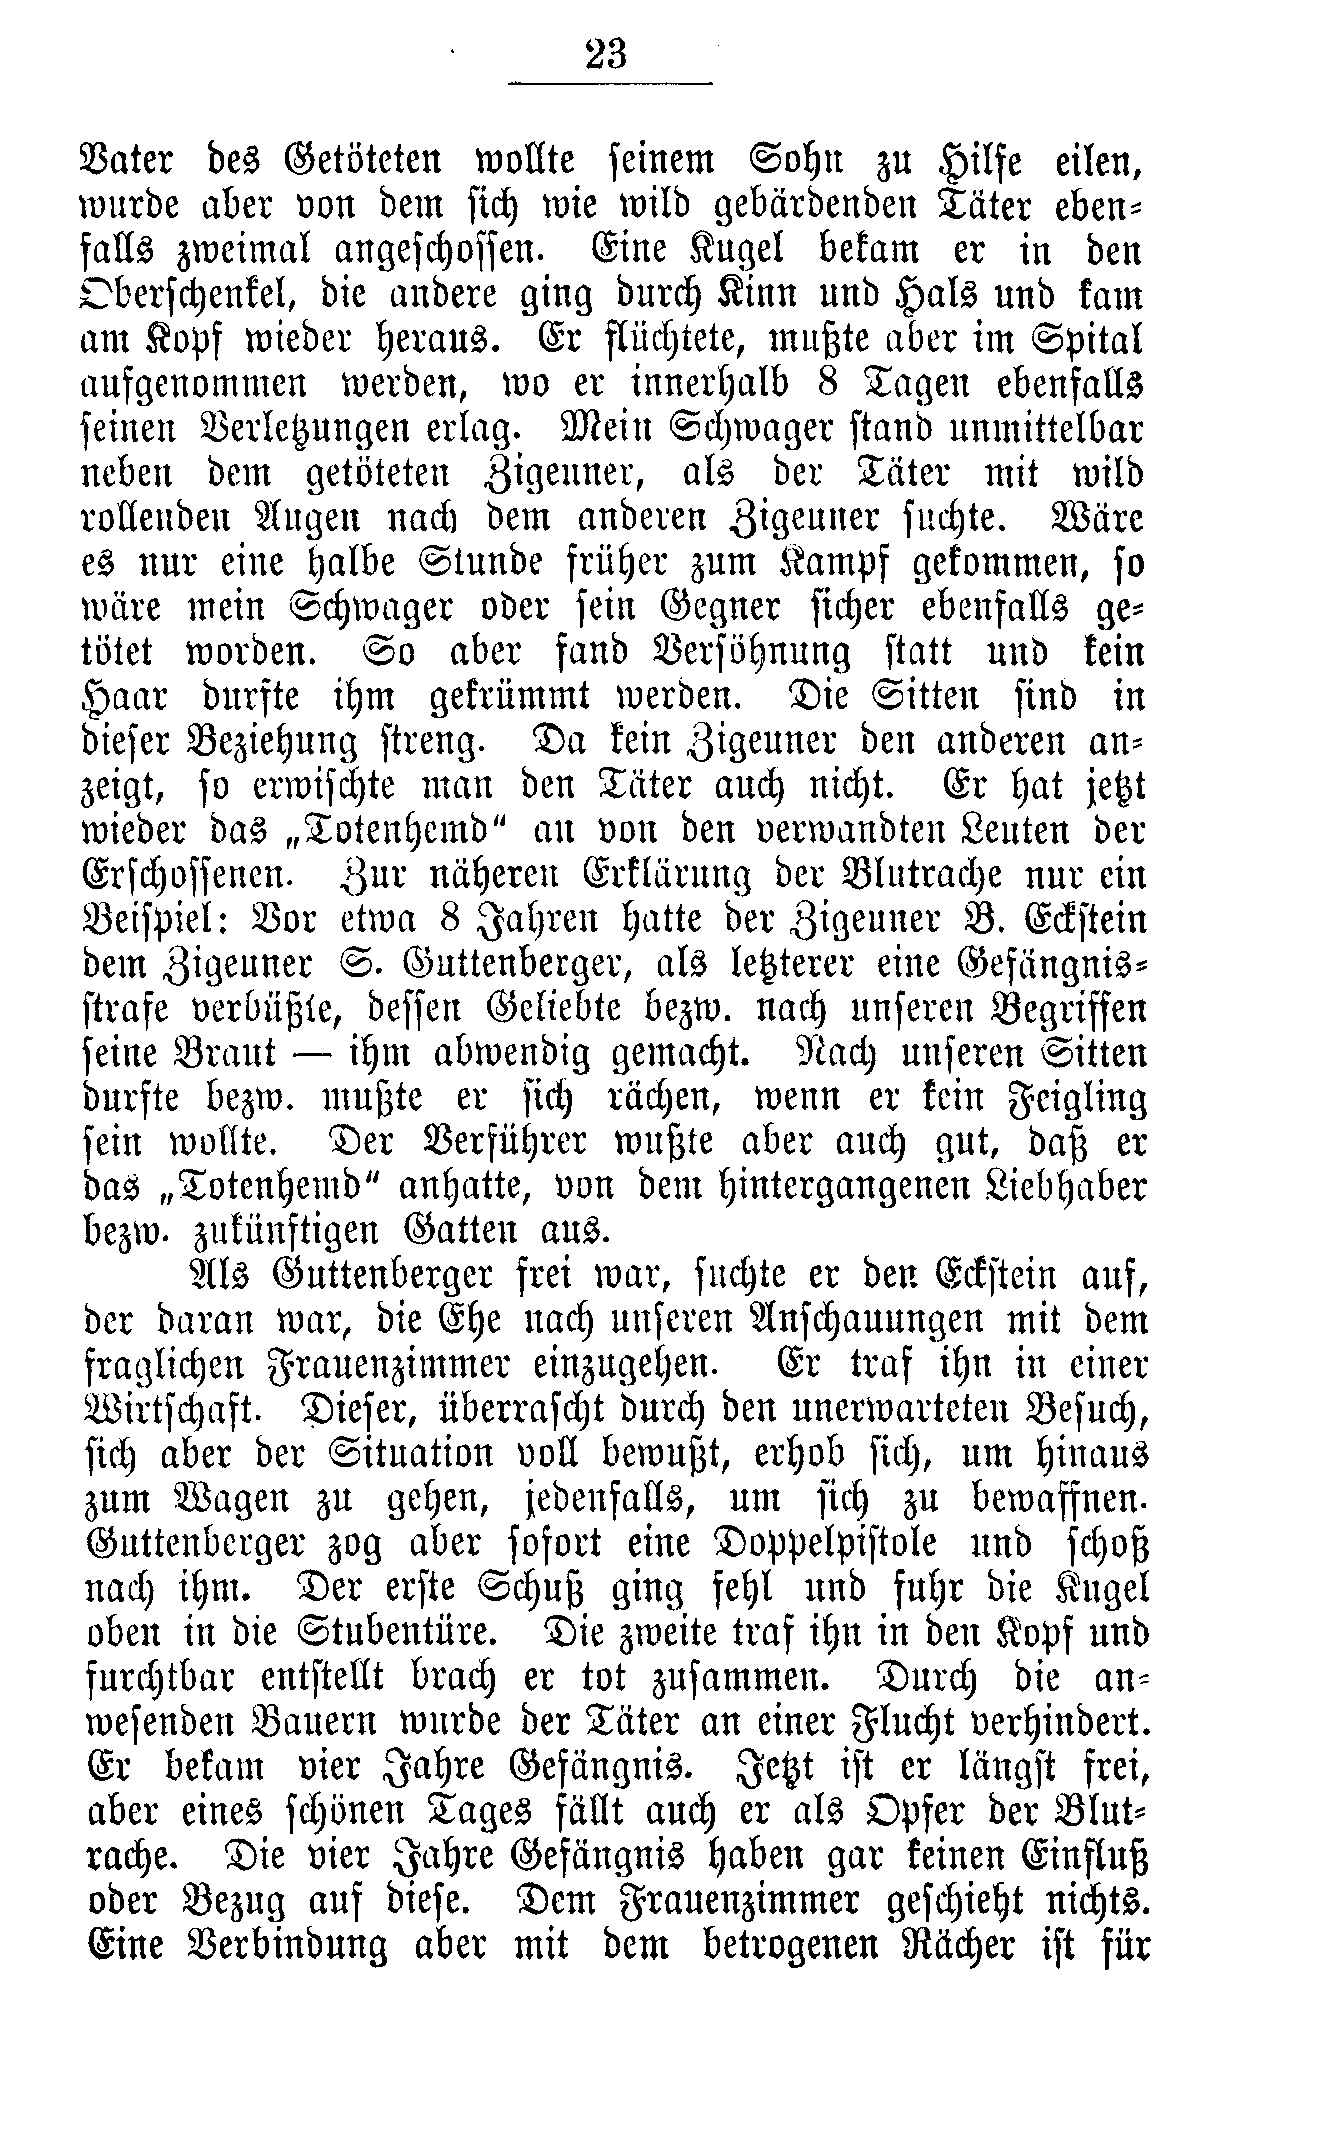 23
Vater des Getöteten wollte seinem Sohn zu Hilfe eilen,
wurde aber von dem sich wie wild gebärdenden Täter eben-
falls zweimal angeschossen. Eine Kugel bekam er in den
Oberschenkel, die andere ging durch Kinn und Hals und kam
am Kopf wieder heraus. Er flüchtete, mußte aber im Spital
aufgenommen werden, wo er innerhalb 8 Tagen ebenfalls
seinen Verletzungen erlag. Mein Schwager stand unmittelbar
neben dem getöteten Zigeuner, als der Täter mit wild
rollenden Augen nach dem anderen Zigeuner suchte. Wäre
es nur eine halbe Stunde früher zum Kampf gekommen, so
wäre mein Schwager oder sein Gegner sicher ebenfalls ge-
tötet worden. So aber fand Versöhnung statt und kein
Haar durfte ihm gekrümmt werden. Die Sitten sind in
dieser Beziehung streng. Da kein Zigeuner den anderen an-
zeigt, so erwischte man den Täter auch nicht. Er hat jetzt
wieder das „Totenhemd“ an von den verwandten Leuten der
Erschossenen. Zur näheren Erklärung der Blutrache nur ein
Beispiel: Vor etwa 8 Jahren hatte der Zigeuner B. Eckstein
dem Zigeuner S. Guttenberger, als letzterer eine Gefängnis-
strafe verbüßte, dessen Geliebte bezw. nach unseren Begriffen
seine Braut — ihm abwendig gemacht. Nach unseren Sitten
durfte bezw. mußte er sich rächen, wenn er kein Feigling
sein wollte. Der Verführer wußte aber auch gut, daß er
das „Totenhemd“ anhatte, von dem hintergangenen Liebhaber
bezw. zukünftigen Gatten aus.
Als Guttenberger frei war, suchte er den Eckstein auf,
der daran war, die Ehe nach unseren Anschauungen mit dem
fraglichen Frauenzimmer einzugehen. Er traf ihn in einer
Wirtschaft. Dieser, überrascht durch den unerwarteten Besuch,
sich aber der Situation voll bewußt, erhob sich, um hinaus
zum Wagen zu gehen, jedenfalls, um sich zu bewaffnen.
Guttenberger zog aber sofort eine Doppelpistole und schoß
nach ihm. Der erste Schuß ging fehl und fuhr die Kugel
oben in die Stubentüre. Die zweite traf ihn in den Kopf und
furchtbar entstellt brach er tot zusammen. Durch die an-
wesenden Bauern wurde der Täter an einer Flucht verhindert.
Er bekam vier Jahre Gefängnis. Jetzt ist er längst frei,
aber eines schönen Tages fällt auch er als Opfer der Blut-
rache. Die vier Jahre Gefängnis haben gar keinen Einfluß
oder Bezug auf diese. Dem Frauenzimmer geschieht nichts.
Eine Verbindung aber mit dem betrogenen Rächer ist für